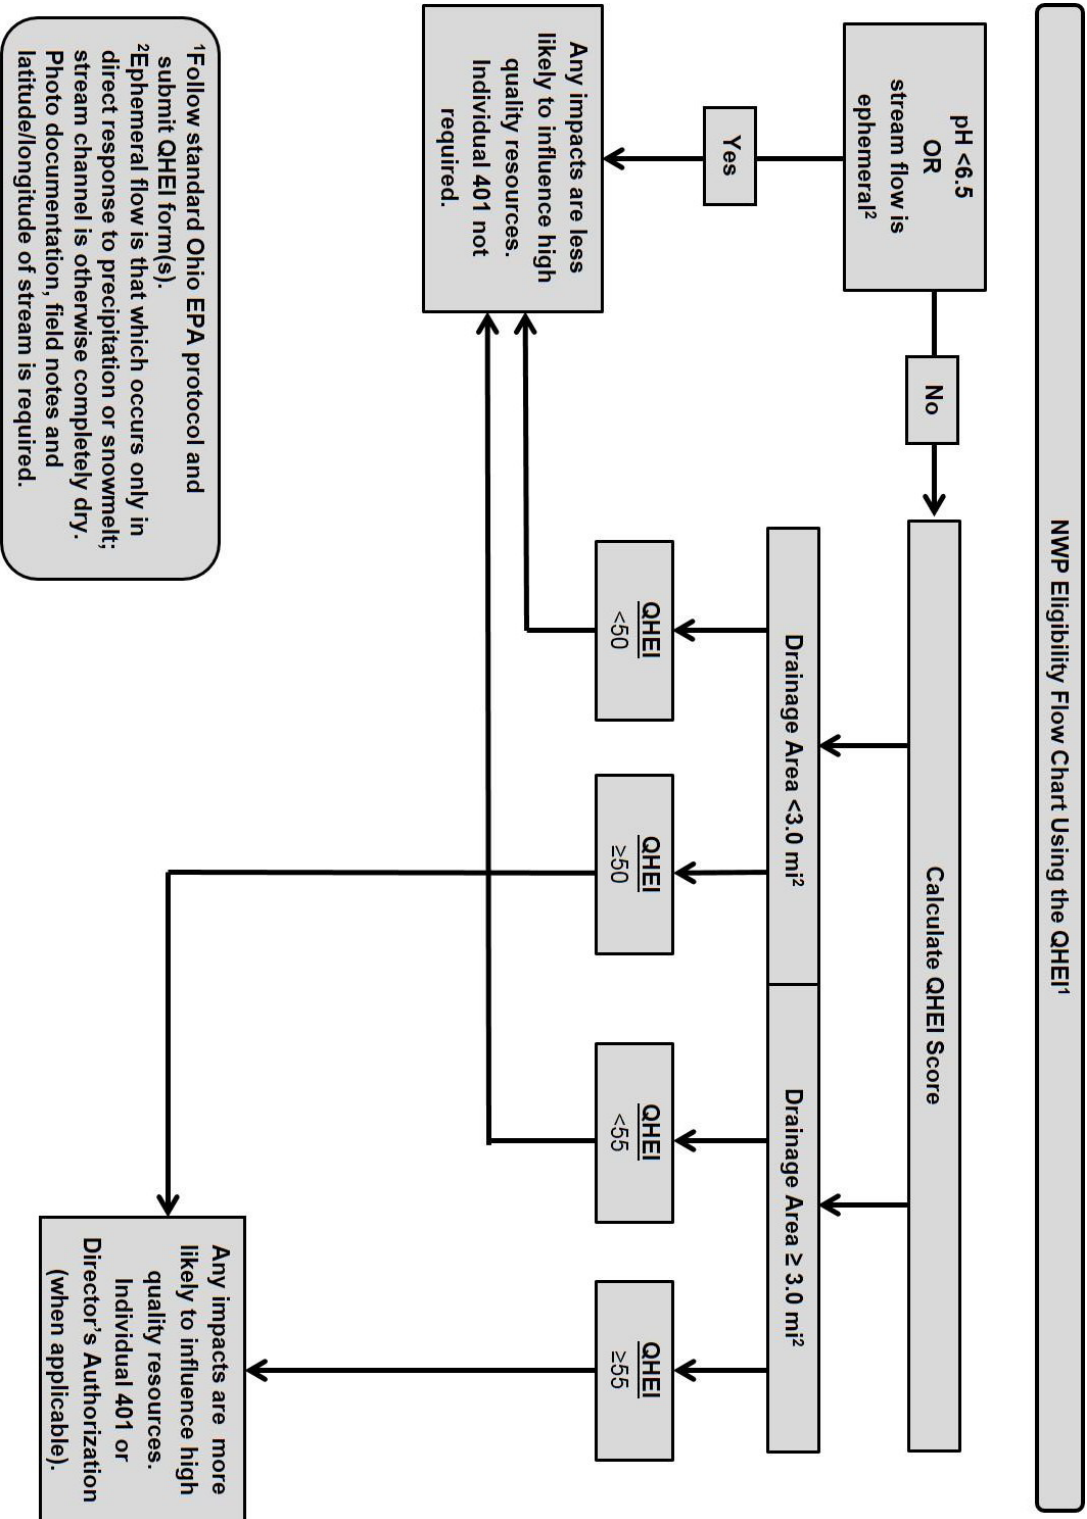 NWP Eligibility Flow Chart Using the QHEI¹
pH <6.5
OR
stream flow is
ephemeral²
No
Calculate QHEI Score
Yes
Drainage Area <3.0 mi²
Drainage Area ≥ 3.0 mi²
QHEI
<50
QHEI
≥50
QHEI
<55
QHEI
≥55
Any impacts are less
likely to influence high
quality resources.
Individual 401 not
required.
Any impacts are more
likely to influence high
quality resources.
Individual 401 or
Director's Authorization
(when applicable).
¹Follow standard Ohio EPA protocol and
submit QHEI form(s).
²Ephemeral flow is that which occurs only in
direct response to precipitation or snowmelt;
stream channel is otherwise completely dry.
Photo documentation, field notes and
latitude/longitude of stream is required.